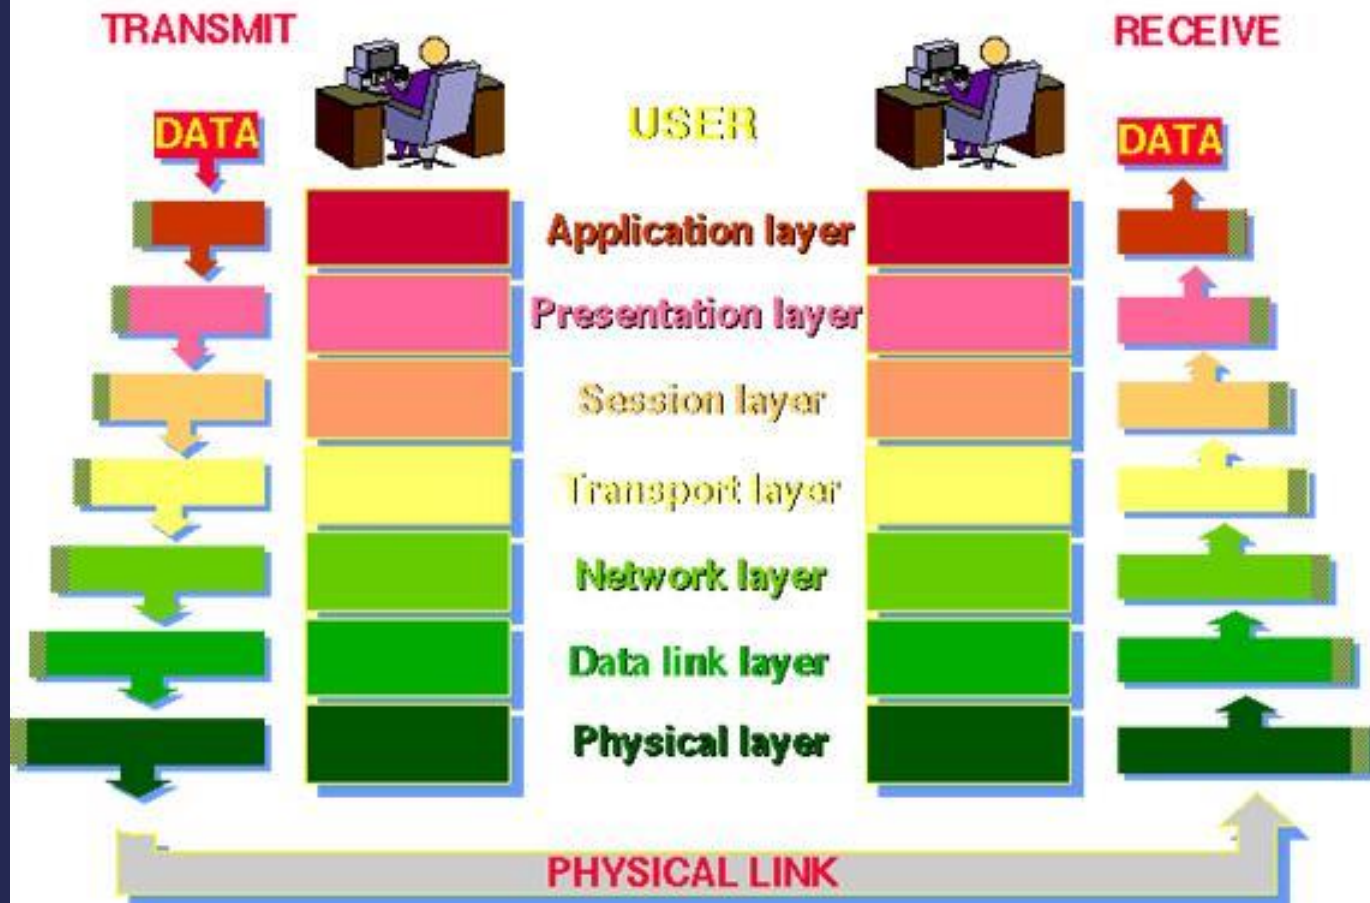 TRANSMIT
RECEIVE
USER
DATA
DATA
Application layer
Presentation layer
Session layer
Transport layer
Network layer
Data link layer
Physical layer
PHYSICAL LINK